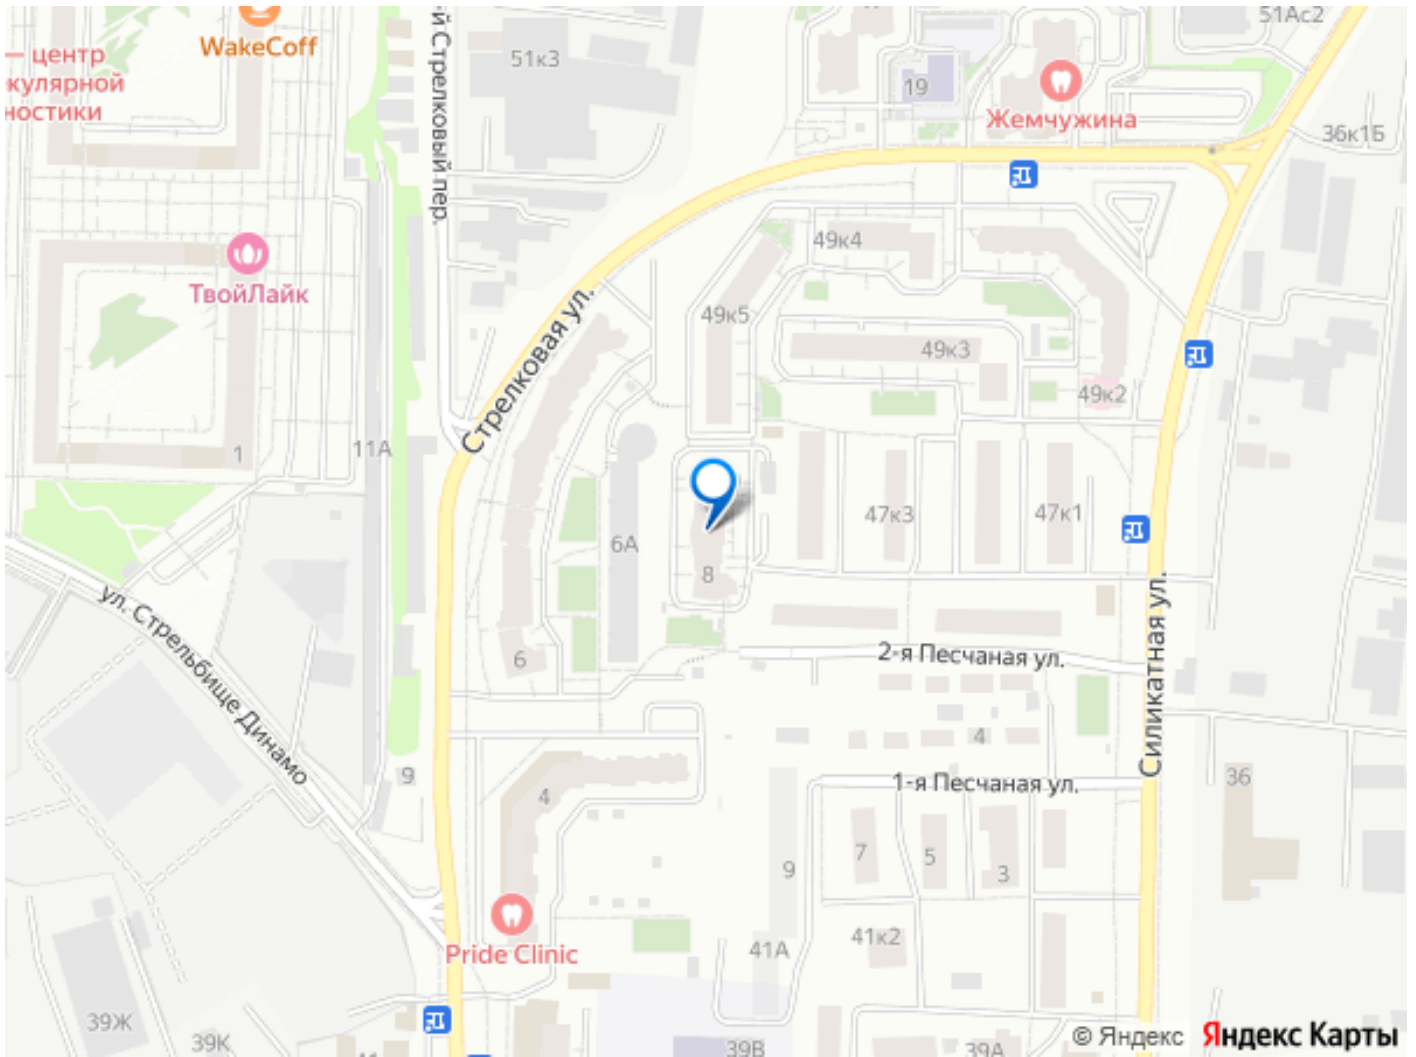 WakeCoff
— центр
кулярной
ностики
-й Стрелковый пер.
51к3
19
Жемчужина
51Ас2
36к1Б
ТвойЛайк
49к4
49к5
49к3
49к2
Стрелковая ул.
1
11А
6А
8
47к3
47к1
ул. Стрельбище Динамо
6
2-я Песчаная ул.
Силикатная ул.
4
9
4
1-я Песчаная ул.
36
7
5
3
9
Pride Clinic
41А
41к2
39Ж
39К
39В
39А
© Яндекс Яндекс Карты